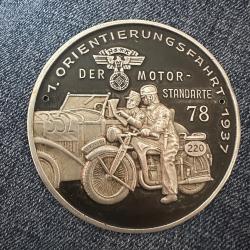 1. ORIENTIERUNGSFAHRT 1937
N.S.K.K.
DER MOTOR-
STANDARTE
78
220